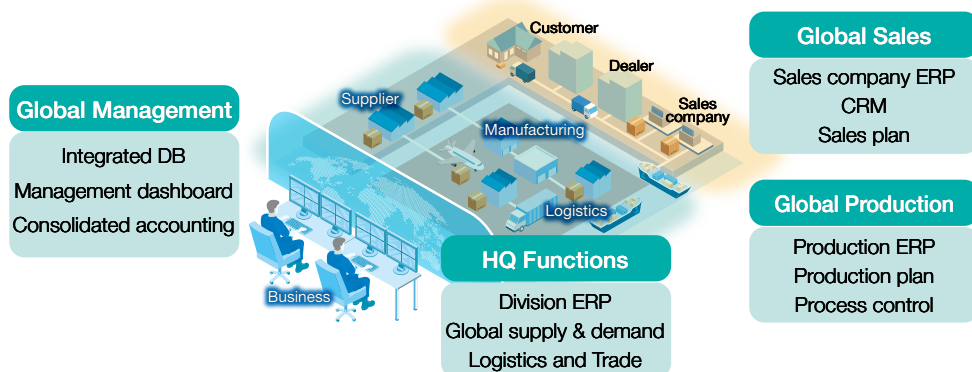 Global Management
Integrated DB
Management dashboard
Consolidated accounting
Customer
Dealer
Sales
company
Supplier
Manufacturing
Logistics
Business
HQ Functions
Division ERP
Global supply & demand
Logistics and Trade
Global Sales
Sales company ERP
CRM
Sales plan
Global Production
Production ERP
Production plan
Process control